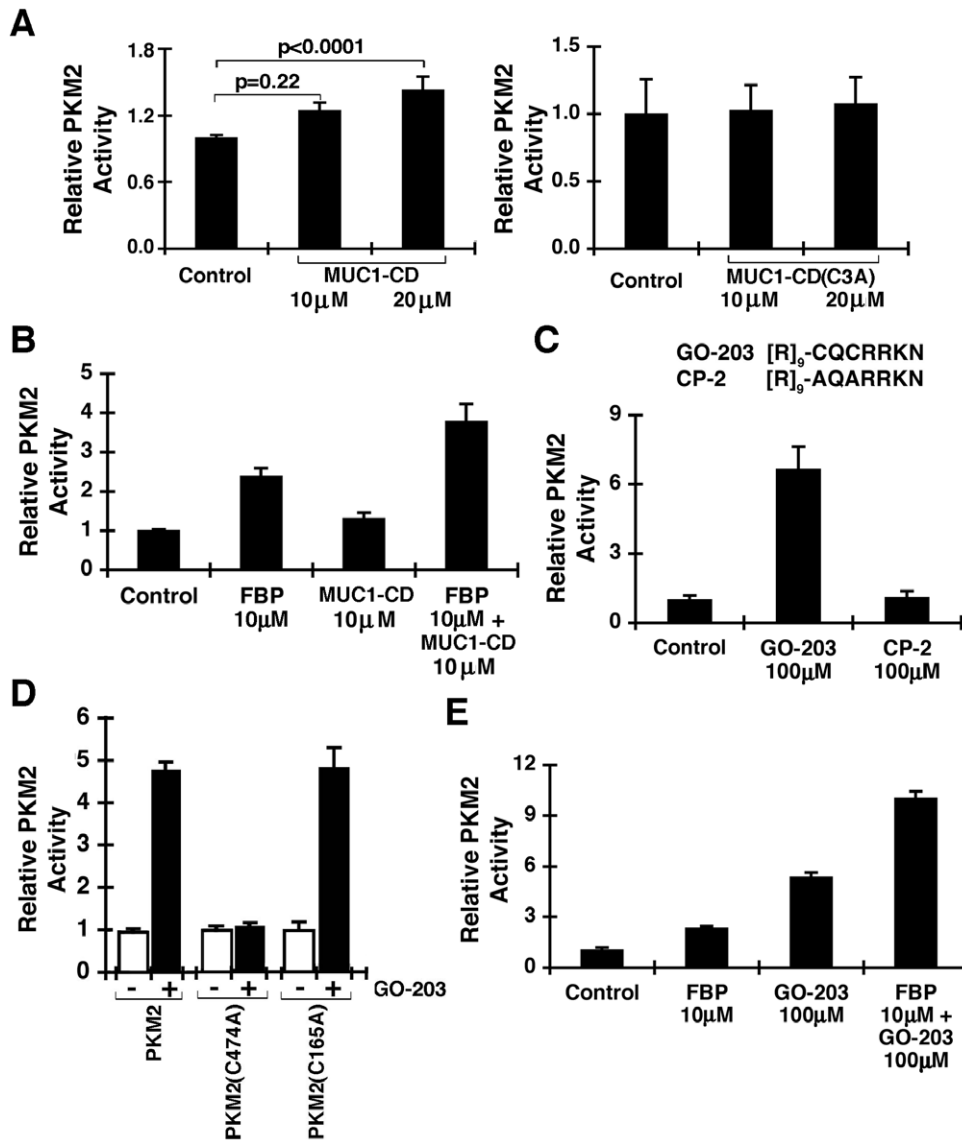 A
Relative PKM2
Activity
1.8
1.2
0.6
0.0
p<0.0001
p=0.22
Control
MUC1-CD
10μM 20μM
Relative PKM2
Activity
1.5
1.0
0.5
0.0
Control
MUC1-CD(C3A)
10μM 20μM
B
Relative PKM2
Activity
5
4
3
2
1
0
Control
FBP
10μM
MUC1-CD
10μM
FBP
10μM +
MUC1-CD
10μM
C
GO-203 [R]9-CQCRRKN
CP-2 [R]9-AQARRKN
Relative PKM2
Activity
9
6
3
0
Control
GO-203
100μM
CP-2
100μM
D
Relative PKM2
Activity
6
5
4
3
2
1
0
- + - + - + GO-203
PKM2
PKM2(C474A)
PKM2(C165A)
E
Relative PKM2
Activity
12
9
6
3
0
Control
FBP
10μM
GO-203
100μM
FBP
10μM +
GO-203
100μM